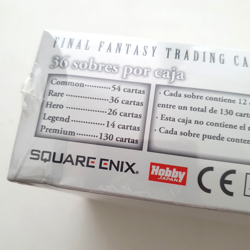 FINAL FANTASY TRADING CA
36 sobres por caja
Common 54 cartas
Rare 36 cartas
Hero 26 cartas
Legend 14 cartas
Premium 130 cartas
• Cada sobre contiene 12
entre un total de 130 carta
• Esta caja no contiene el d
• Cada sobre puede conten
SQUARE ENIX®
Hobby
JAPAN
CE